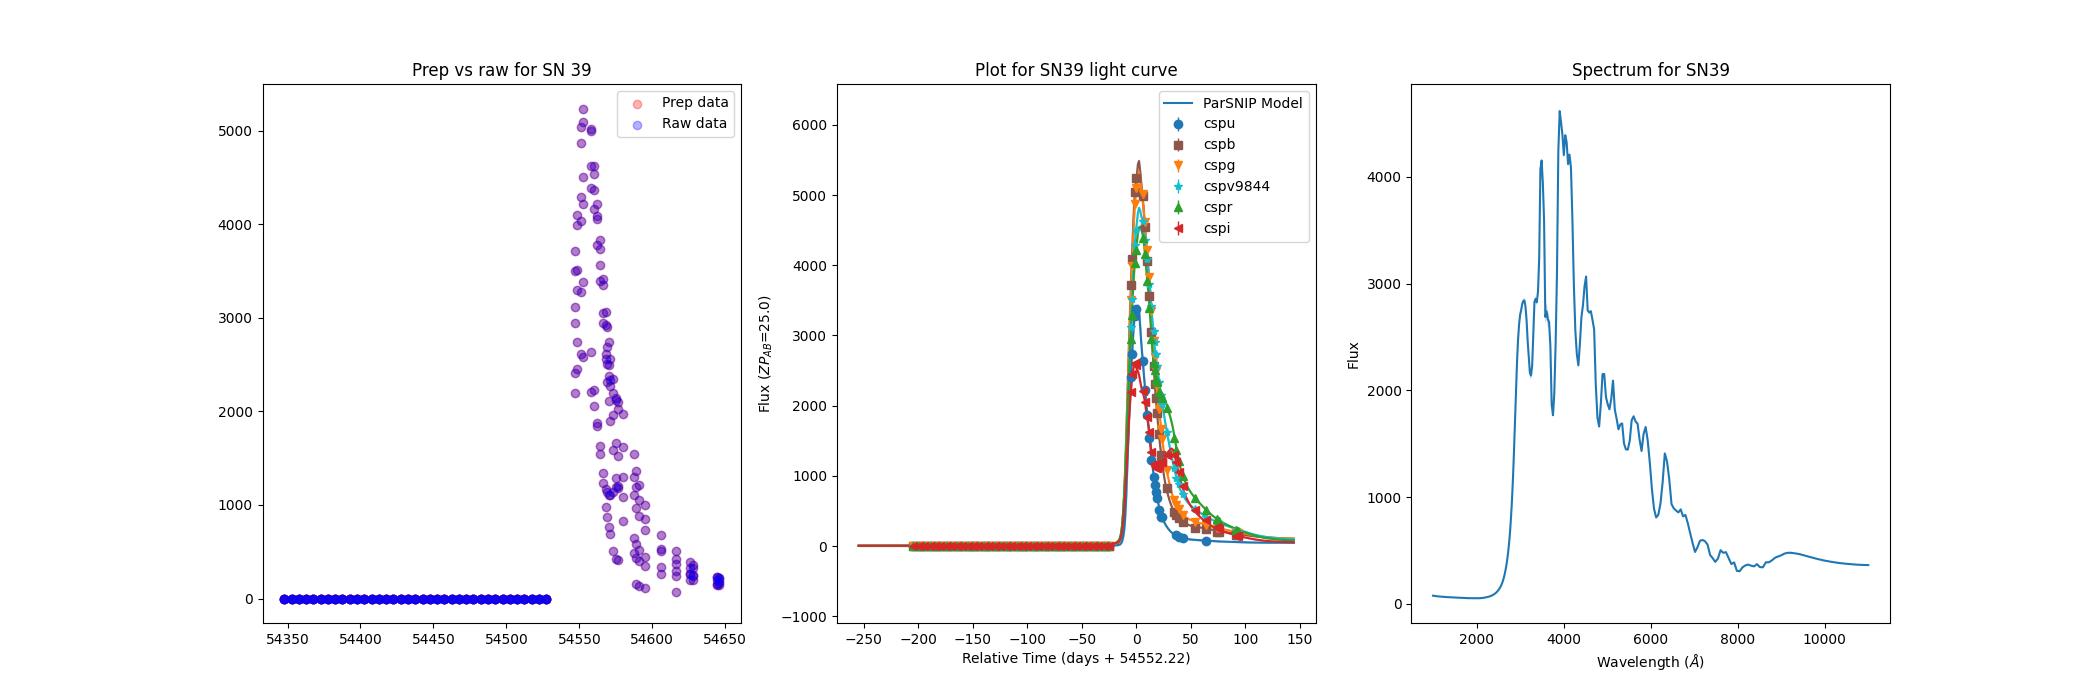 Prep vs raw for SN 39
Prep data
Raw data
5000
4000
3000
2000
1000
0
54350
54400
54450
54500
54550
54600
54650
Plot for SN39 light curve
ParSNIP Model
cspu
cspb
cspg
cspv9844
cspr
cspi
Flux (ZP_AB=25.0)
6000
5000
4000
3000
2000
1000
0
−1000
−250
−200
−150
−100
−50
0
50
100
150
Relative Time (days + 54552.22)
Spectrum for SN39
Flux
4000
3000
2000
1000
0
2000
4000
6000
8000
10000
Wavelength (Å)